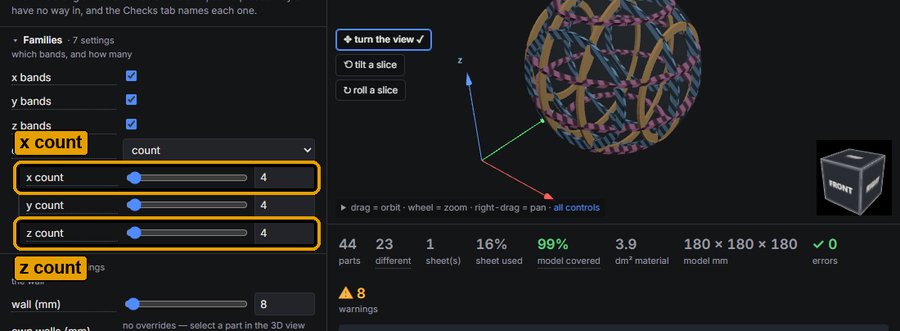 have no way in, and the Checks tab names each one.
Families · 7 settings
which bands, and how many
x bands
y bands
z bands
x count
count
x count 4
y count 4
z count 4
z count
wall (mm) 8
no overrides — select a part in the 3D view
turn the view ✓
tilt a slice
roll a slice
z
FRONT
drag = orbit · wheel = zoom · right-drag = pan · all controls
44 parts
23 different
1 sheet(s)
16% sheet used
99% model covered
3.9 dm² material
180 × 180 × 180 model mm
✓ 0 errors
8 warnings